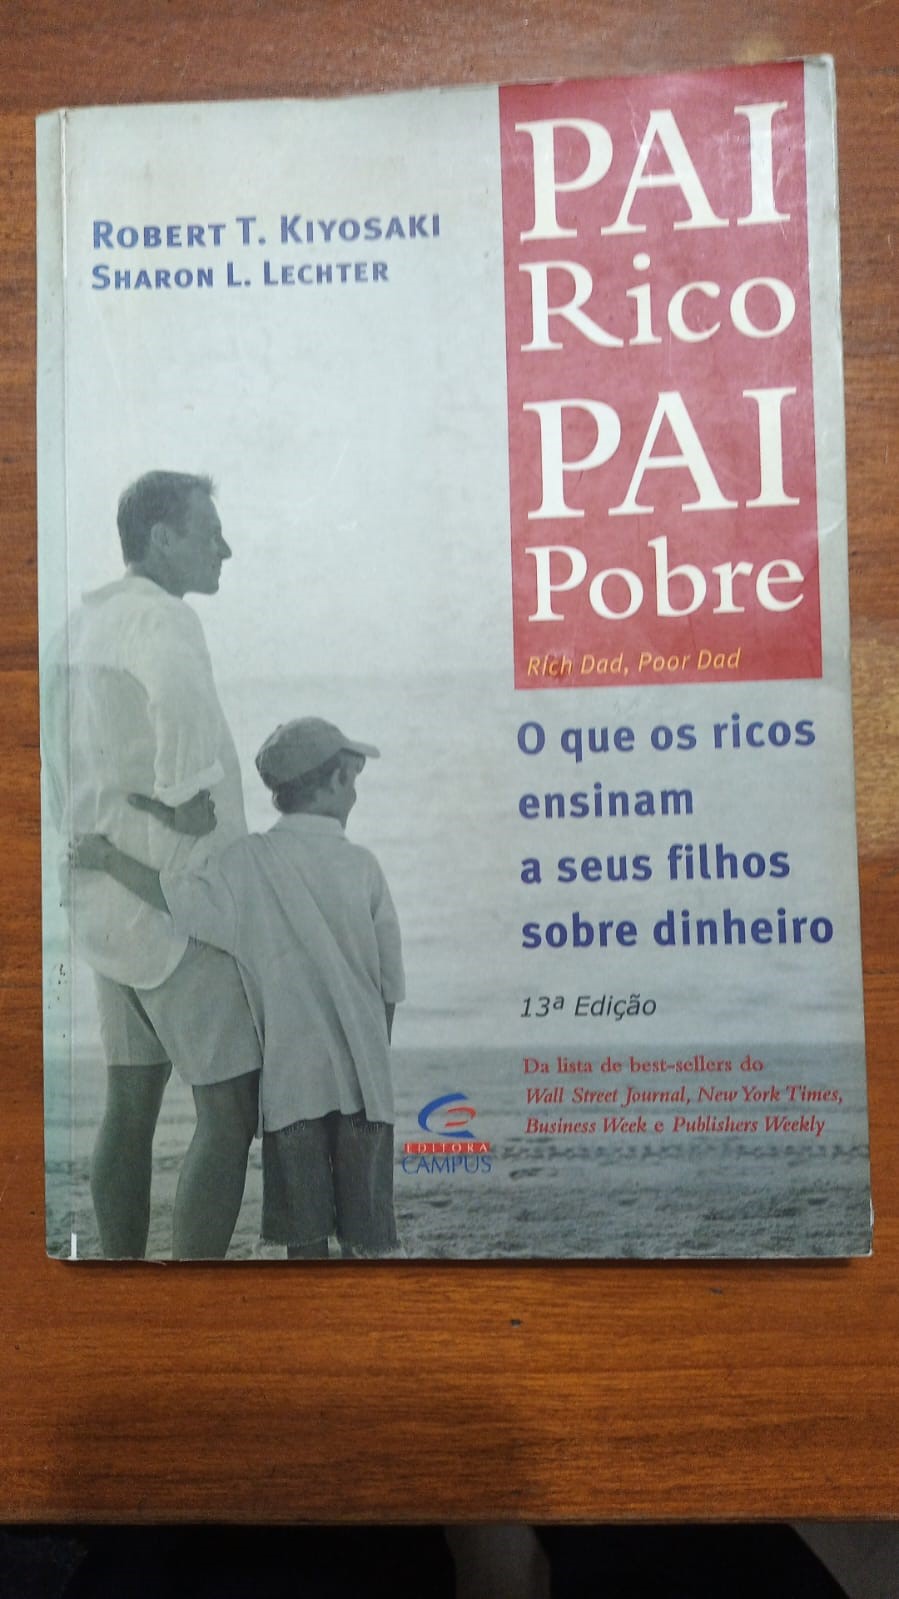 ROBERT T. KIYOSAKI
SHARON L. LECHTER
PAI
Rico
PAI
Pobre
Rich Dad, Poor Dad
O que os ricos
ensinam
a seus filhos
sobre dinheiro
13ª Edição
Da lista de best-sellers do
Wall Street Journal, New York Times,
Business Week e Publishers Weekly
EDITORA
CAMPUS